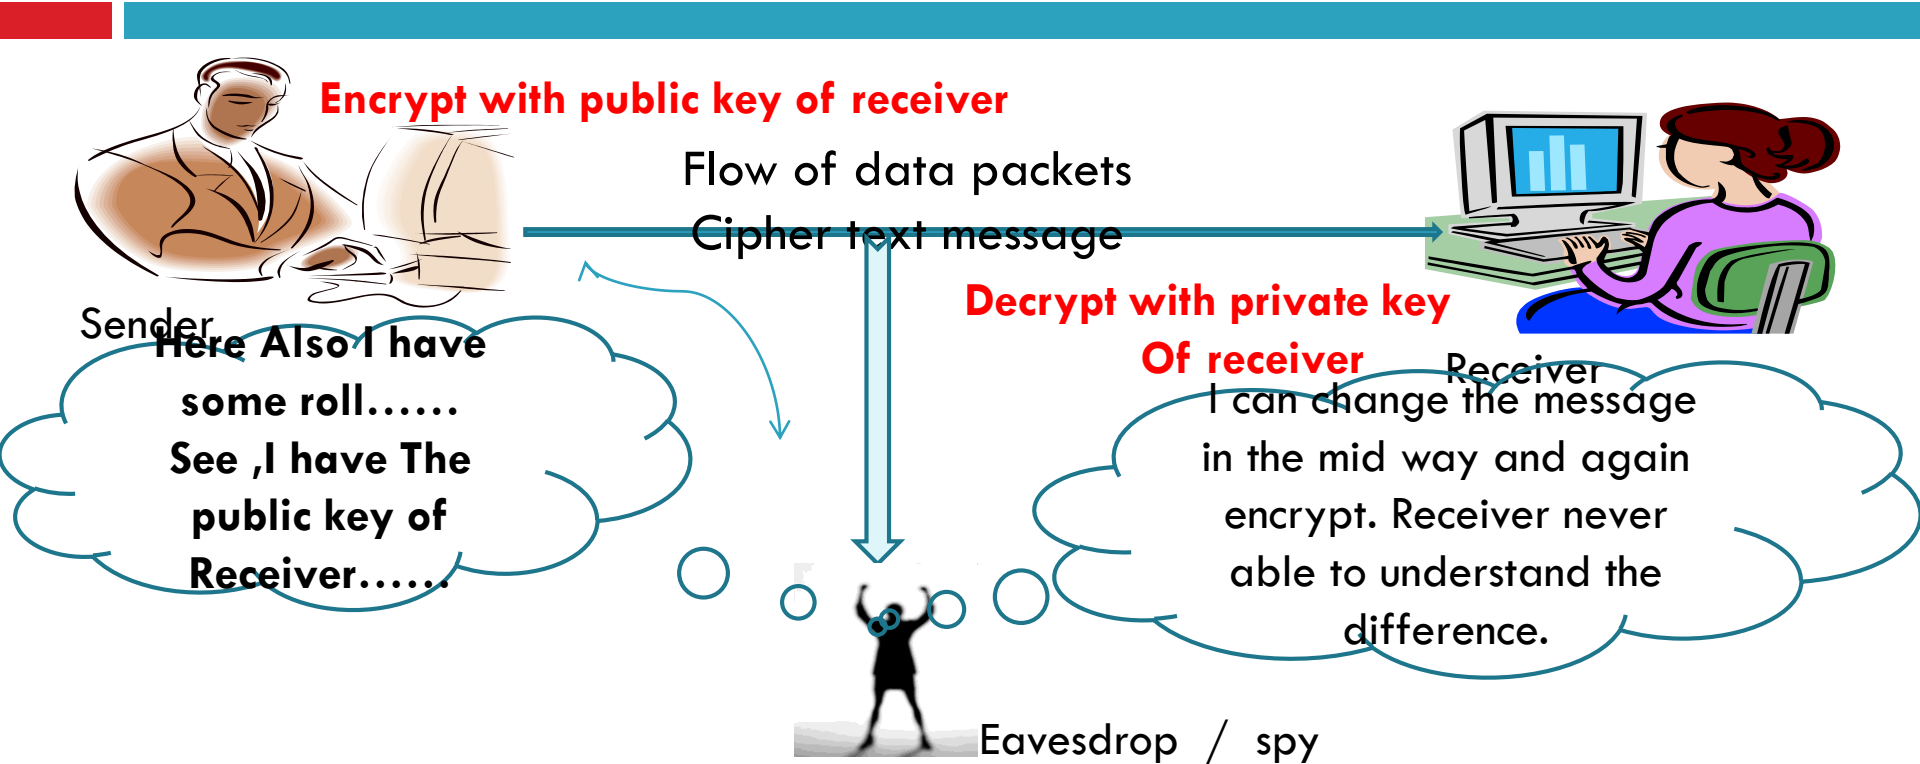 Encrypt with public key of receiver
Flow of data packets
Cipher text message
Decrypt with private key
Of receiver
Sender
Receiver
Here Also I have
some roll......
See ,I have The
public key of
Receiver......
I can change the message
in the mid way and again
encrypt. Receiver never
able to understand the
difference.
Eavesdrop / spy